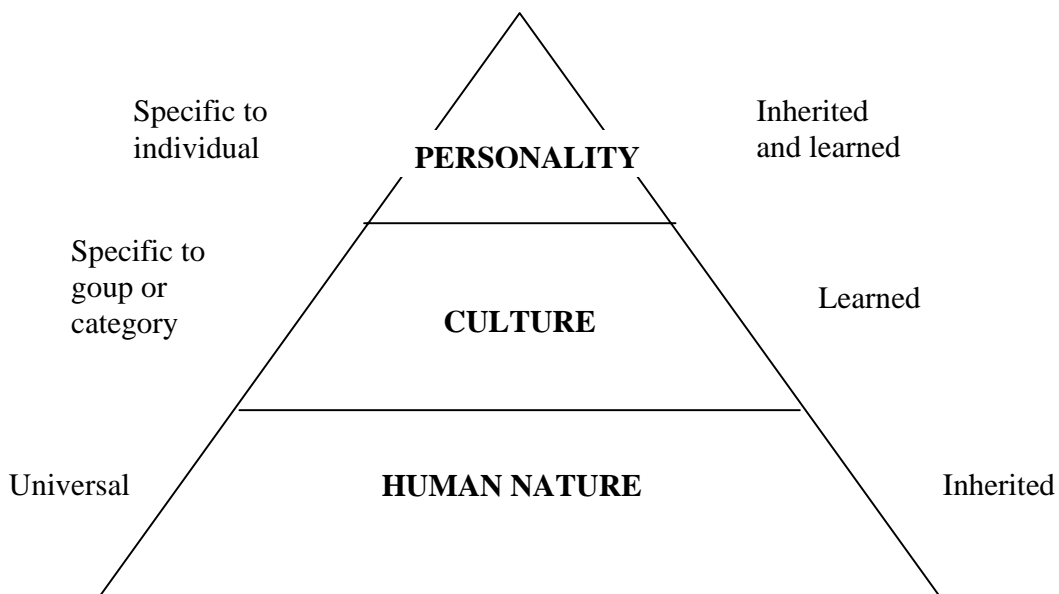 Specific to
individual
PERSONALITY
Inherited
and learned
Specific to
goup or
category
CULTURE
Learned
Universal
HUMAN NATURE
Inherited